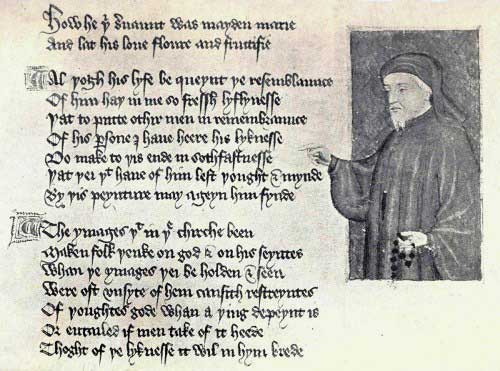 How he þi seruaunt was mayden marie
And lat his loue floure and fructifie
Al þogh his lyfe be queynt þe resemblaunce
Of him haþ in me so fressh lyflynesse
Þat to putte othir men in remembraunce
Of his ꝑsone I haue heere his lyknesse
Do make to þis ende in sothfastnesse
Þat þei þt haue of him left þought & mynde
By þis peynture may ageyn him fynde
The ymages þt in þe chirche been
Maken folk þenke on god & on his seyntes
Whan þe ymages þei be holden & seen
Were oft vnsyte of hem causith restreyntes
Of þoughtes gode whan a þing depeynt is
Or entailed if men take of it heede
Thoght of þe lyknesse it wil in hym brede